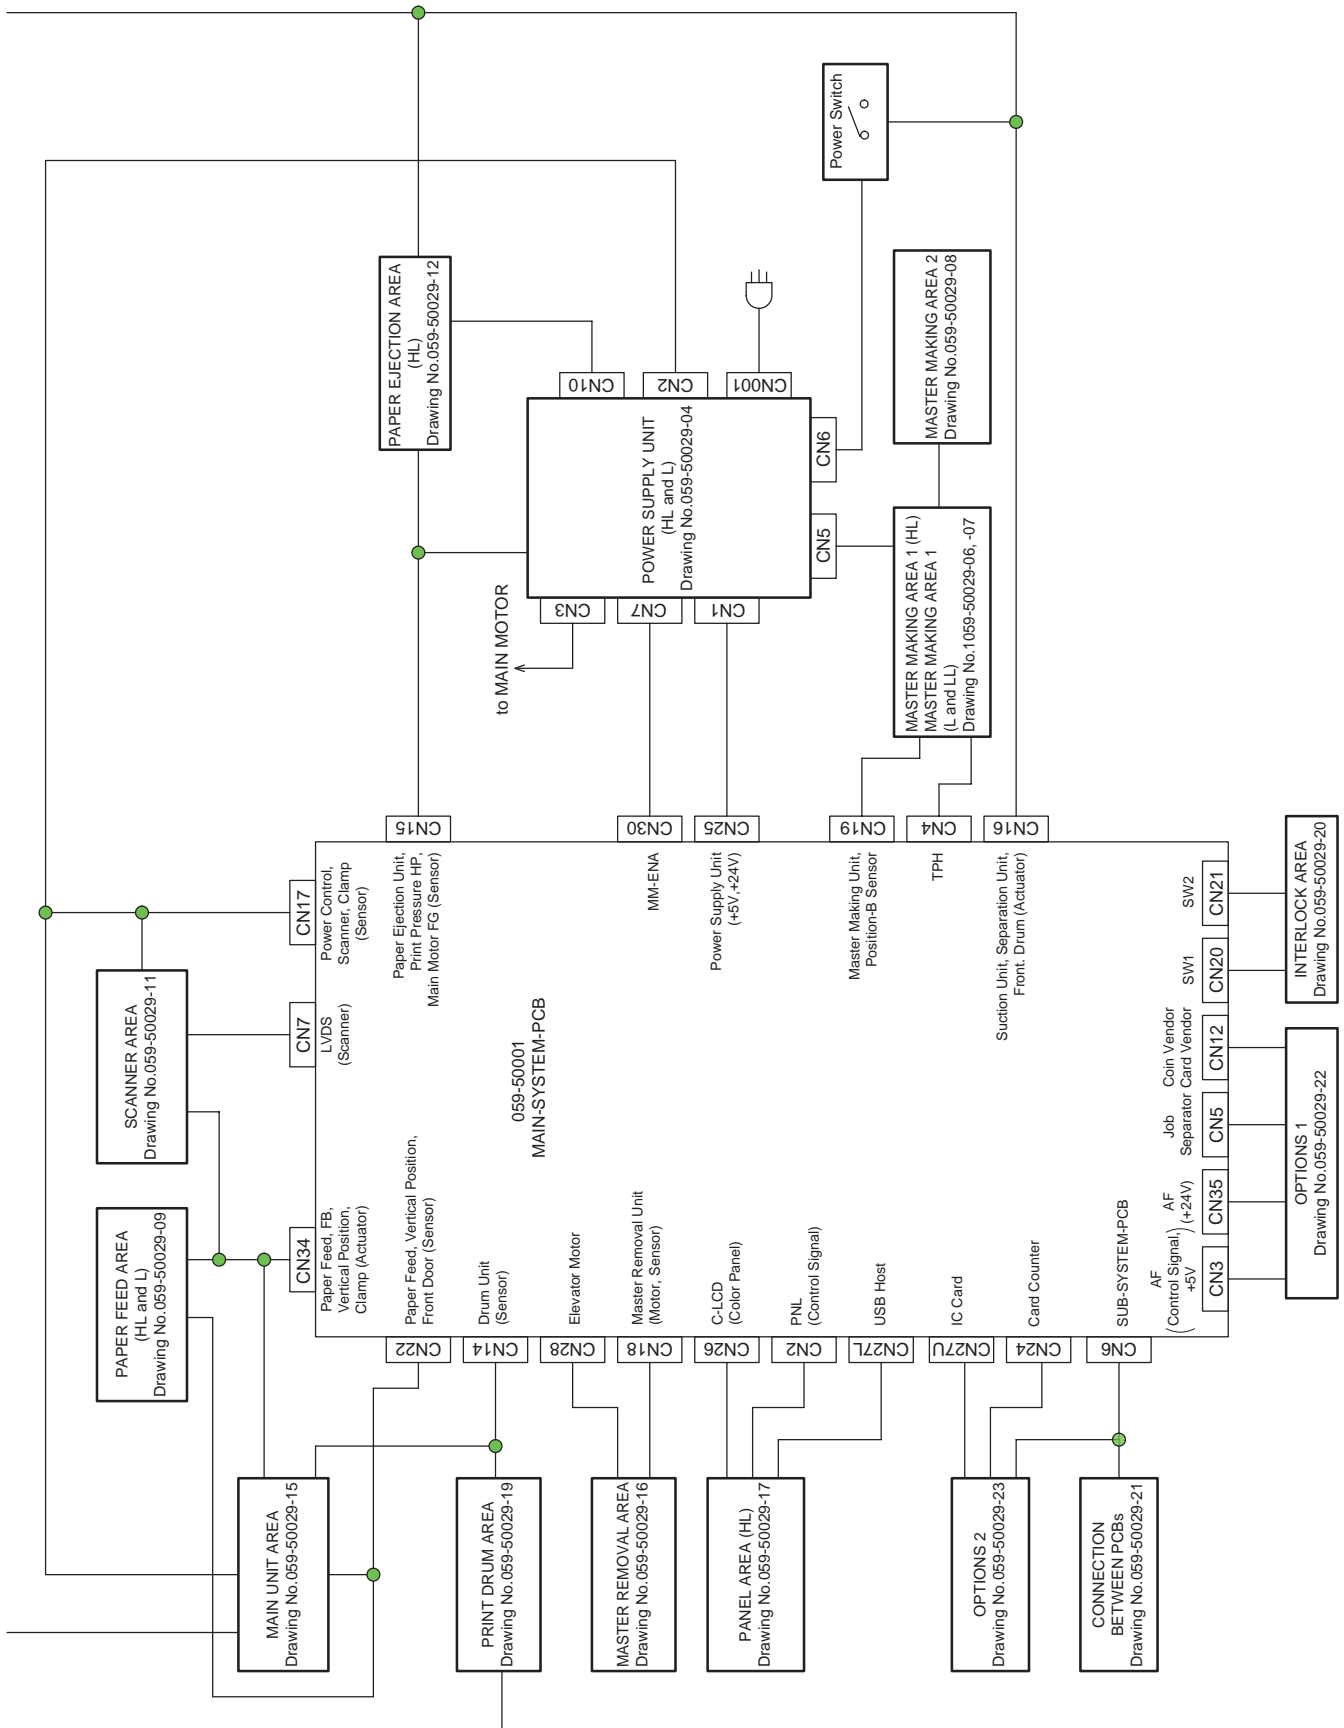 Power Switch
PAPER EJECTION AREA
(HL)
Drawing No.059-50029-12
CN10
CN2
CN001
POWER SUPPLY UNIT
(HL and L)
Drawing No.059-50029-04
CN6
CN5
CN3
CN7
CN1
to MAIN MOTOR
MASTER MAKING AREA 2
Drawing No.059-50029-08
MASTER MAKING AREA 1 (HL)
MASTER MAKING AREA 1
(L and LL)
Drawing No.1059-50029-06, -07
SCANNER AREA
Drawing No.059-50029-11
PAPER FEED AREA
(HL and L)
Drawing No.059-50029-09
CN17
Power Control,
Scanner, Clamp
(Sensor)
CN7
LVDS
(Scanner)
CN34
Paper Feed, FB,
Vertical Position,
Clamp (Actuator)
CN15
Paper Ejection Unit,
Print Pressure HP,
Main Motor FG (Sensor)
CN30
MM-ENA
CN25
Power Supply Unit
(+5V,+24V)
CN19
Master Making Unit,
Position-B Sensor
CN4
TPH
CN16
Suction Unit, Separation Unit,
Front. Drum (Actuator)
059-50001
MAIN-SYSTEM-PCB
CN22
Paper Feed, Vertical Position,
Front Door (Sensor)
CN14
Drum Unit
(Sensor)
CN28
Elevator Motor
CN18
Master Removal Unit
(Motor, Sensor)
CN26
C-LCD
(Color Panel)
CN2
PNL
(Control Signal)
CN27L
USB Host
CN27U
IC Card
CN24
Card Counter
CN6
SUB-SYSTEM-PCB
CN21
SW2
CN20
SW1
CN12
Coin Vendor
Card Vendor
CN5
Job
Separator
CN35
AF
(+24V)
CN3
AF
(Control Signal,
+5V)
INTERLOCK AREA
Drawing No.059-50029-20
OPTIONS 1
Drawing No.059-50029-22
MAIN UNIT AREA
Drawing No.059-50029-15
PRINT DRUM AREA
Drawing No.059-50029-19
MASTER REMOVAL AREA
Drawing No.059-50029-16
PANEL AREA (HL)
Drawing No.059-50029-17
OPTIONS 2
Drawing No.059-50029-23
CONNECTION
BETWEEN PCBs
Drawing No.059-50029-21